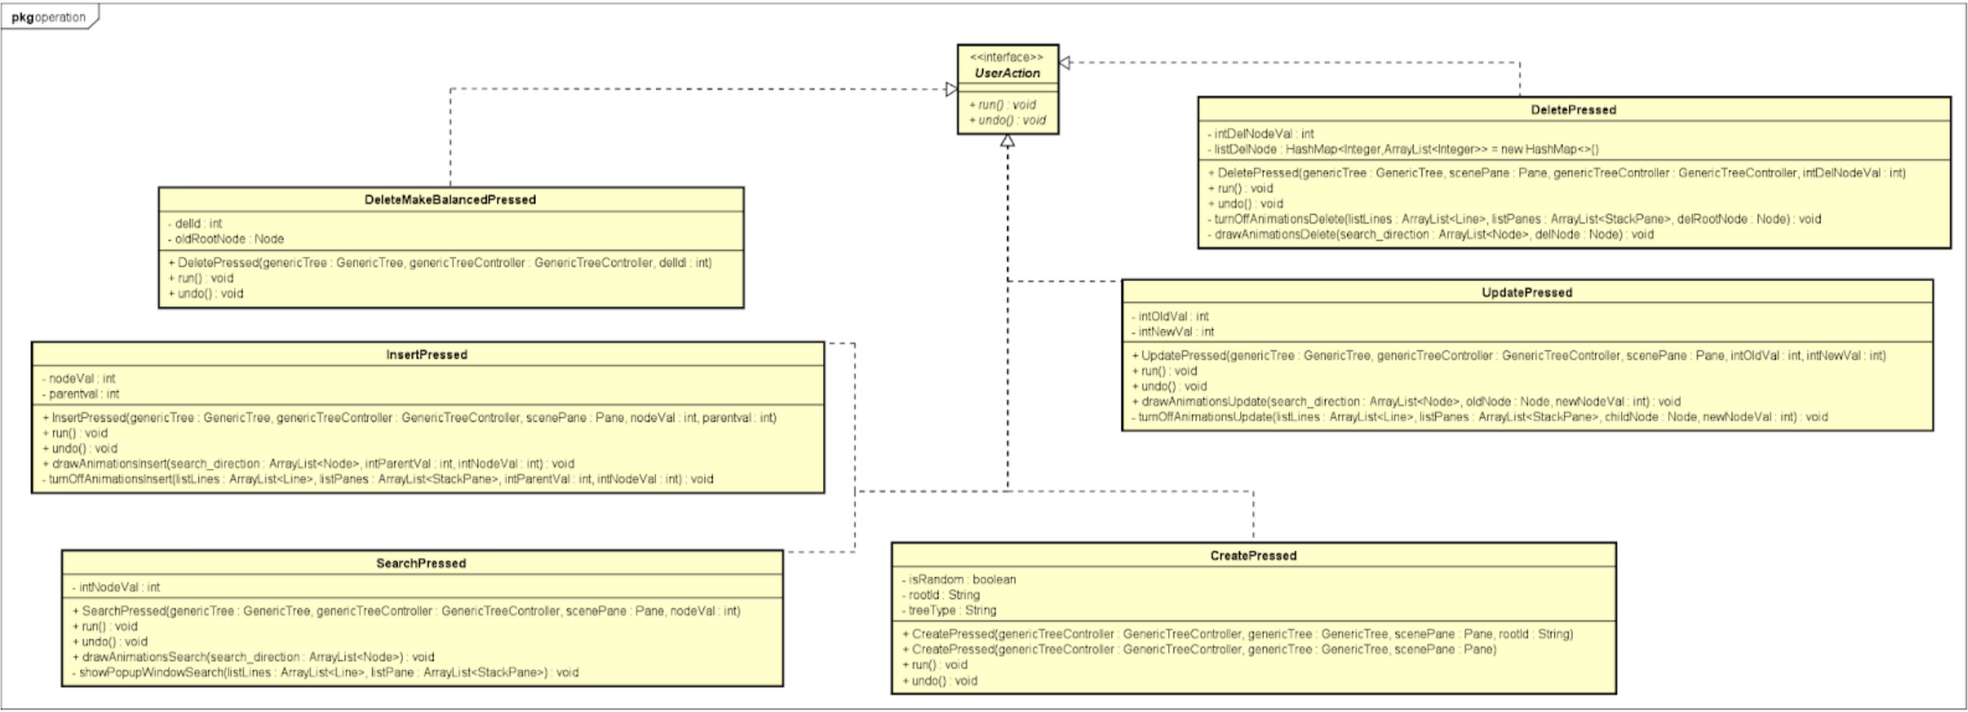 pkg operation
<<interface>>
UserAction
+ run() : void
+ undo() : void
DeletePressed
- intDelNodeVal : int
- listDelNode : HashMap<Integer,ArrayList<Integer>> = new HashMap<>()
+ DeletePressed(genericTree : GenericTree, scenePane : Pane, genericTreeController : GenericTreeController, intDelNodeVal : int)
+ run() : void
+ undo() : void
- turnOffAnimationsDelete(listLines : ArrayList<Line>, listPanes : ArrayList<StackPane>, delRootNode : Node) : void
- drawAnimationsDelete(search_direction : ArrayList<Node>, delNode : Node) : void
DeleteMakeBalancedPressed
- delId : int
- oldRootNode : Node
+ DeletePressed(genericTree : GenericTree, genericTreeController : GenericTreeController, delId : int)
+ run() : void
+ undo() : void
UpdatePressed
- intOldVal : int
- intNewVal : int
+ UpdatePressed(genericTree : GenericTree, genericTreeController : GenericTreeController, scenePane : Pane, intOldVal : int, intNewVal : int)
+ run() : void
+ undo() : void
+ drawAnimationsUpdate(search_direction : ArrayList<Node>, oldNode : Node, newNodeVal : int) : void
- turnOffAnimationsUpdate(listLines : ArrayList<Line>, listPanes : ArrayList<StackPane>, childNode : Node, newNodeVal : int) : void
InsertPressed
- nodeVal : int
- parentval : int
+ InsertPressed(genericTree : GenericTree, genericTreeController : GenericTreeController, scenePane : Pane, nodeVal : int, parentval : int)
+ run() : void
+ undo() : void
+ drawAnimationsInsert(search_direction : ArrayList<Node>, intParentVal : int, intNodeVal : int) : void
- turnOffAnimationsInsert(listLines : ArrayList<Line>, listPanes : ArrayList<StackPane>, intParentVal : int, intNodeVal : int) : void
SearchPressed
- intNodeVal : int
+ SearchPressed(genericTree : GenericTree, genericTreeController : GenericTreeController, scenePane : Pane, nodeVal : int)
+ run() : void
+ undo() : void
+ drawAnimationsSearch(search_direction : ArrayList<Node>) : void
- showPopupWindowSearch(listLines : ArrayList<Line>, listPane : ArrayList<StackPane>) : void
CreatePressed
- isRandom : boolean
- rootId : String
- treeType : String
+ CreatePressed(genericTreeController : GenericTreeController, genericTree : GenericTree, scenePane : Pane, rootId : String)
+ CreatePressed(genericTreeController : GenericTreeController, genericTree : GenericTree, scenePane : Pane)
+ run() : void
+ undo() : void